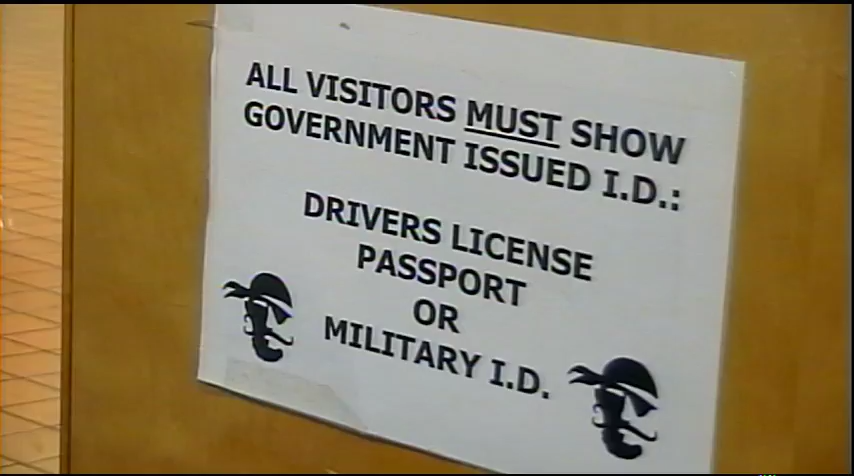 ALL VISITORS MUST SHOW
GOVERNMENT ISSUED I.D.:
DRIVERS LICENSE
PASSPORT
OR
MILITARY I.D.